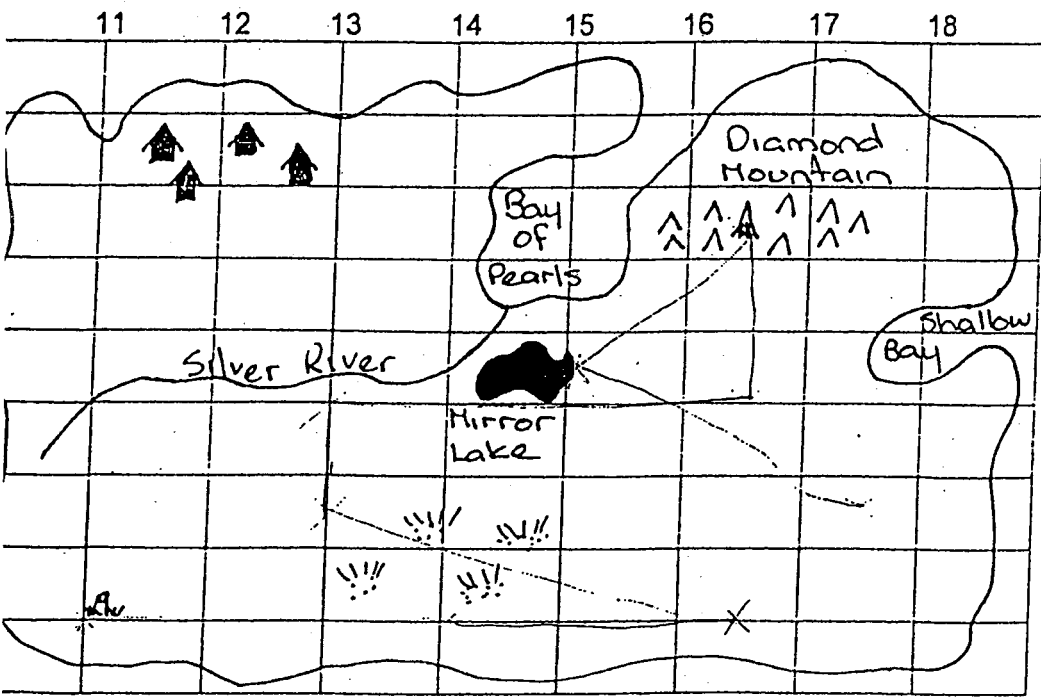 11 12 13 14 15 16 17 18
Diamond
Mountain
Bay
of
Pearls
Shallow
Bay
Silver River
Mirror
Lake
X